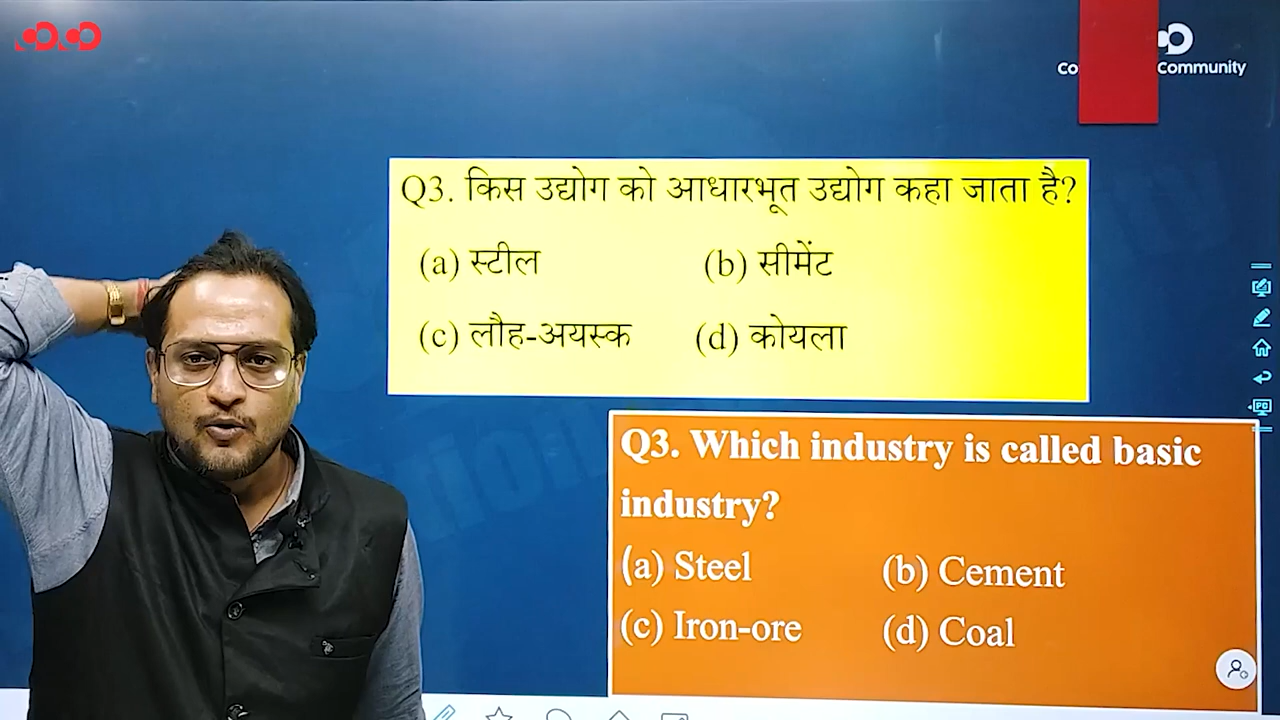 Co
Community
Q3. किस उद्योग को आधारभूत उद्योग कहा जाता है?
(a) स्टील (b) सीमेंट
(c) लौह-अयस्क (d) कोयला
Q3. Which industry is called basic
industry?
(a) Steel (b) Cement
(c) Iron-ore (d) Coal